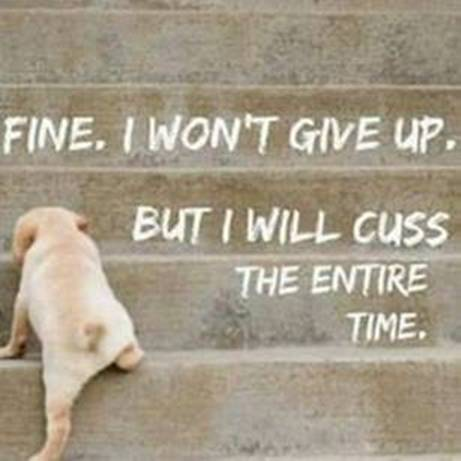 FINE. I WON'T GIVE UP.
BUT I WILL CUSS
THE ENTIRE
TIME.